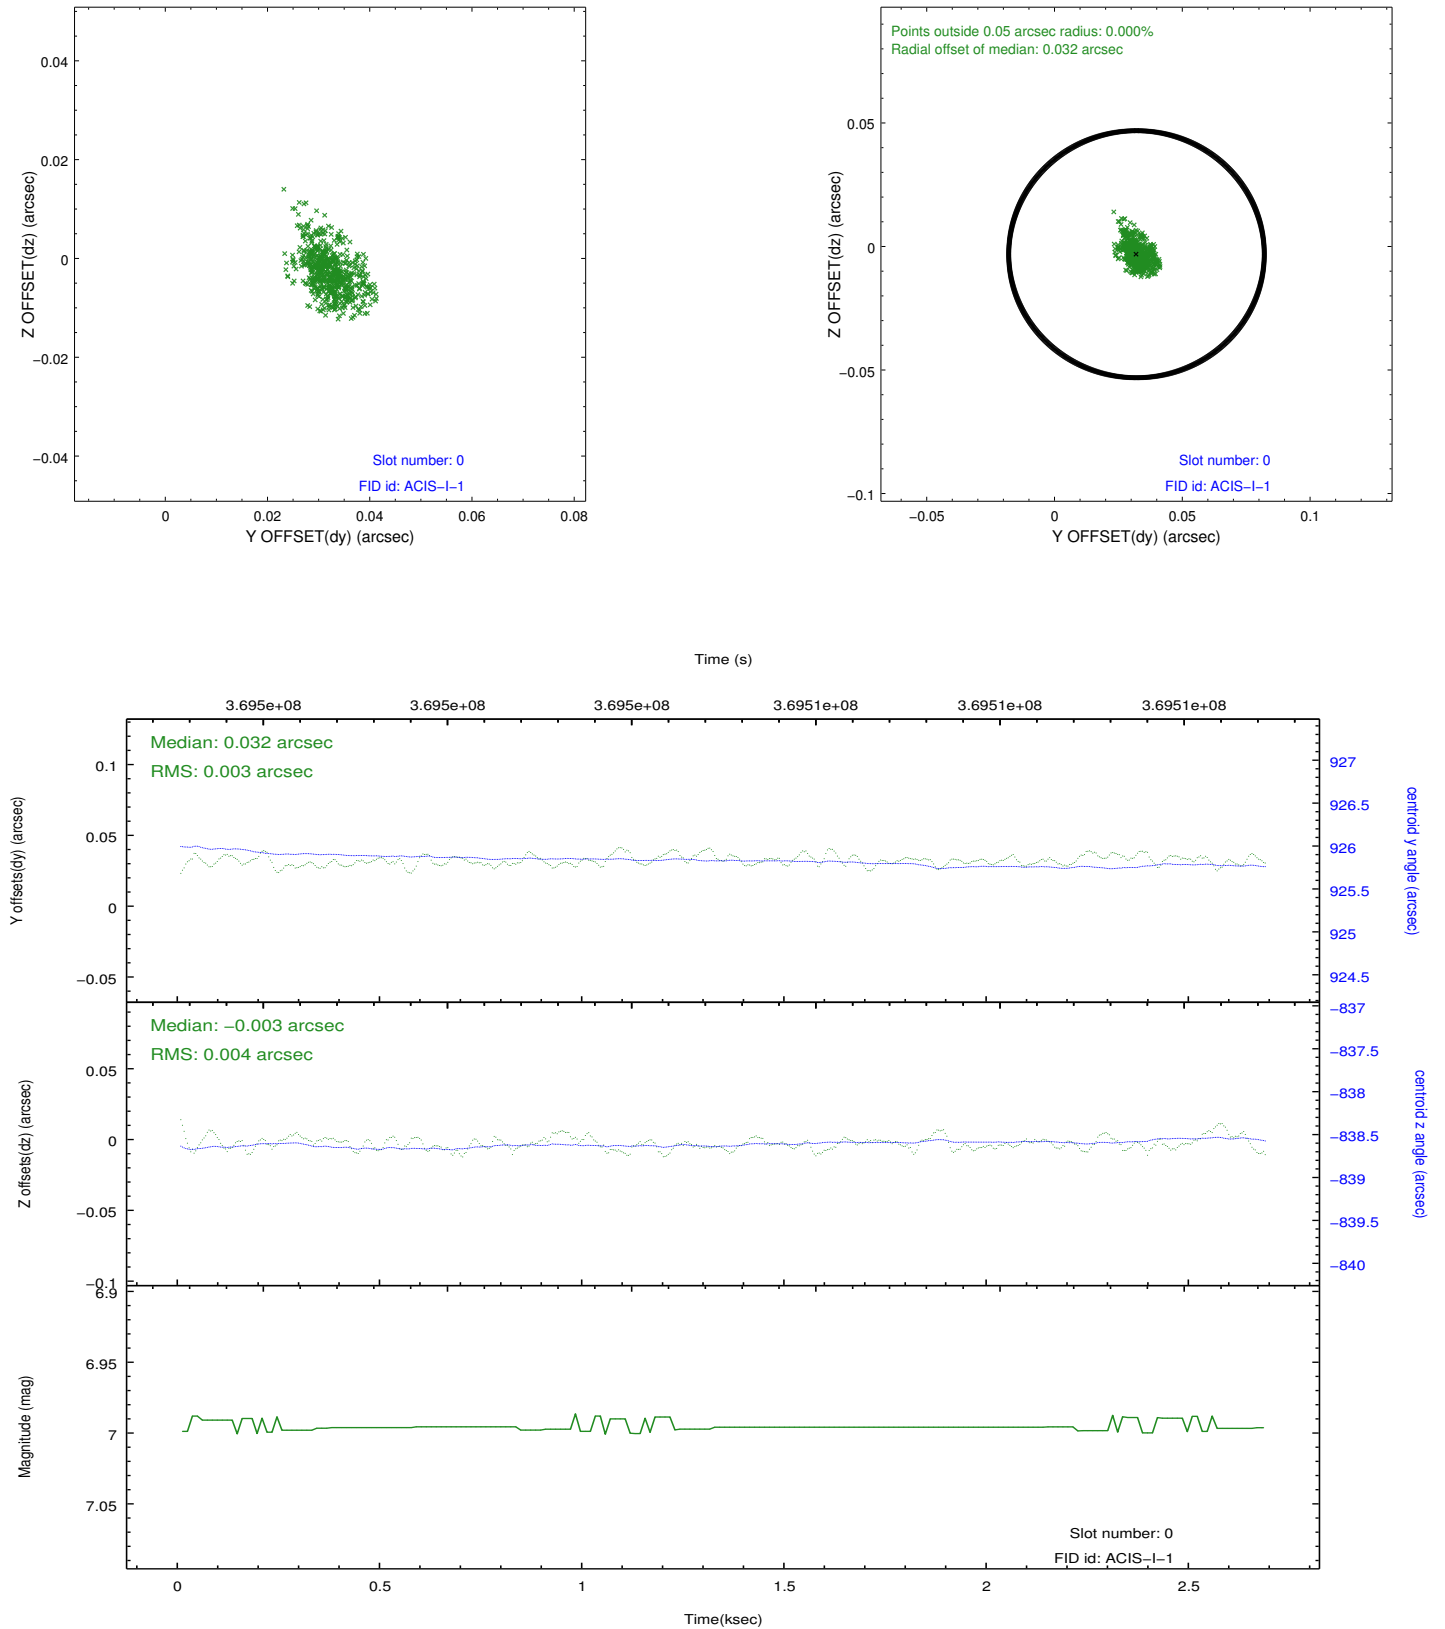 0.04
0.02
0
−0.02
−0.04
Z OFFSET(dz) (arcsec)
Slot number: 0
FID id: ACIS−I−1
0 0.02 0.04 0.06 0.08
Y OFFSET(dy) (arcsec)
Points outside 0.05 arcsec radius: 0.000%
Radial offset of median: 0.032 arcsec
0.05
0
−0.05
−0.1
Z OFFSET(dz) (arcsec)
Slot number: 0
FID id: ACIS−I−1
−0.05 0 0.05 0.1
Y OFFSET(dy) (arcsec)
Time (s)
3.695e+08 3.695e+08 3.695e+08 3.6951e+08 3.6951e+08 3.6951e+08
Median: 0.032 arcsec
RMS: 0.003 arcsec
0.1
0.05
0
−0.05
Y offsets(dy) (arcsec)
927
926.5
926
925.5
925
924.5
centroid y angle (arcsec)
Median: −0.003 arcsec
RMS: 0.004 arcsec
0.05
0
−0.05
−0.1
Z offsets(dz) (arcsec)
−837
−837.5
−838
−838.5
−839
−839.5
−840
centroid z angle (arcsec)
6.9
6.95
7
7.05
Magnitude (mag)
Slot number: 0
FID id: ACIS−I−1
0 0.5 1 1.5 2 2.5
Time(ksec)